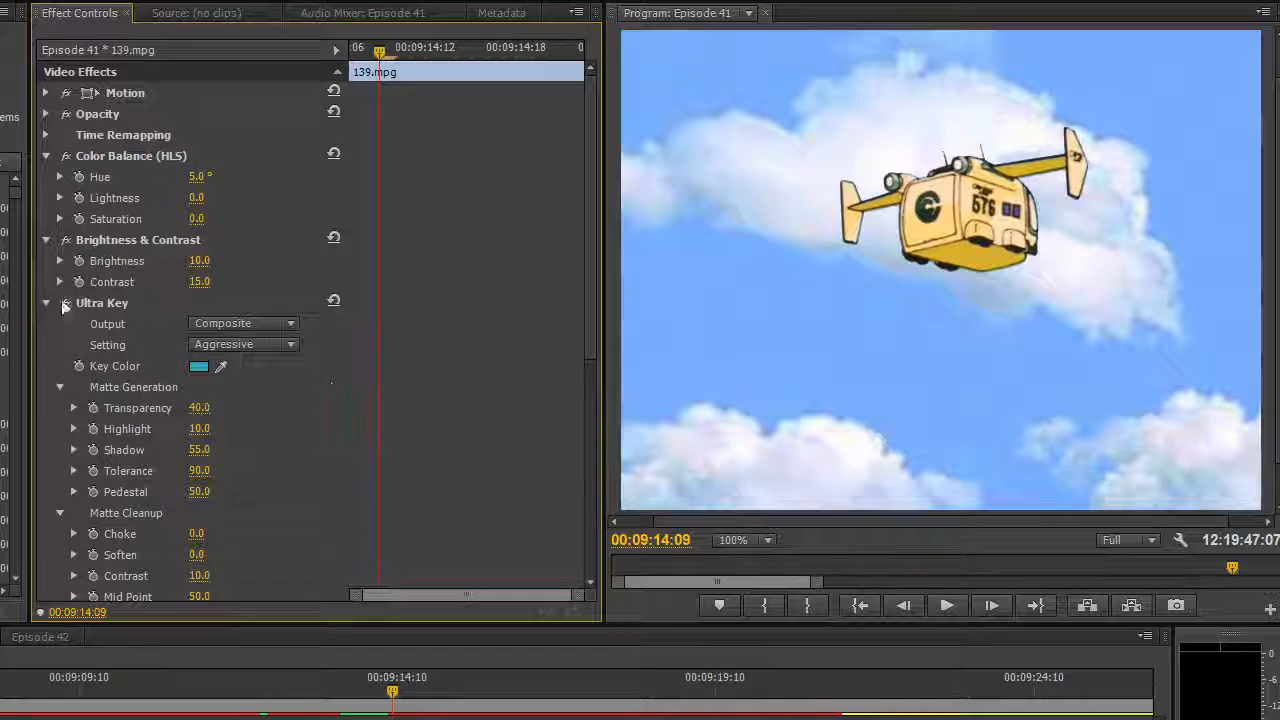 Effect Controls
Source: (no clips)
Audio Mixer: Episode 41
Metadata
Program: Episode 41
Episode 41 * 139.mpg
:06
00:09:14:12
00:09:14:18
0
Video Effects
139.mpg
Motion
Opacity
Time Remapping
Color Balance (HLS)
Hue 5.0 °
Lightness 0.0
Saturation 0.0
Brightness & Contrast
Brightness 10.0
Contrast 15.0
Ultra Key
Output Composite
Setting Aggressive
Key Color
Matte Generation
Transparency 40.0
Highlight 10.0
Shadow 55.0
Tolerance 90.0
Pedestal 50.0
Matte Cleanup
Choke 0.0
Soften 0.0
Contrast 10.0
Mid Point 50.0
00:09:14:09
ems
576
00:09:14:09
100%
Full
12:19:47:07
Episode 42
00:09:09:10
00:09:14:10
00:09:19:10
00:09:24:10
0
-6